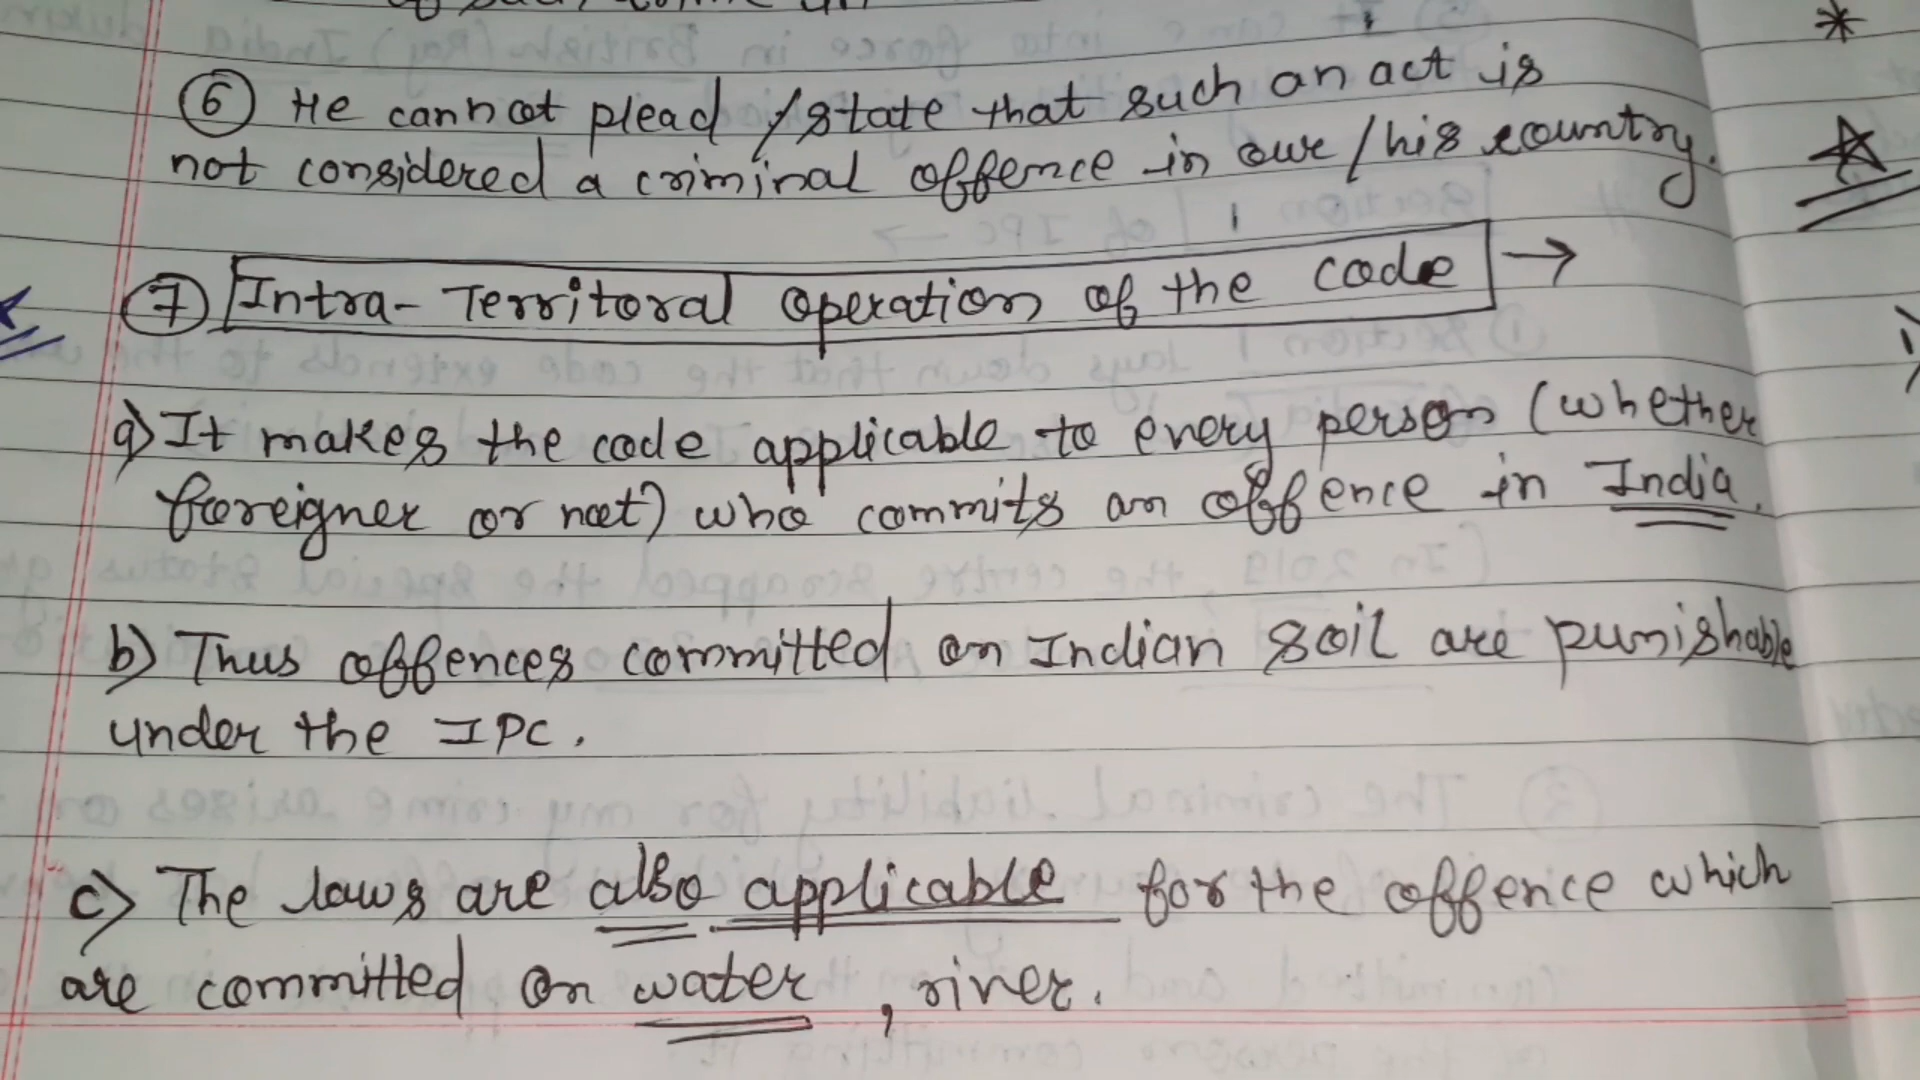 ⑥ He cannot plead / state that such an act is
not considered a criminal offence in our / his country.
⑦ Intra- Territoral operation of the code →
a) It makes the code applicable to every person (whether
foreigner or not) who commits an offence in India.
b) Thus offences committed on Indian soil are punishable
under the IPC.
c) The laws are also applicable for the offence which
are committed on water, river.